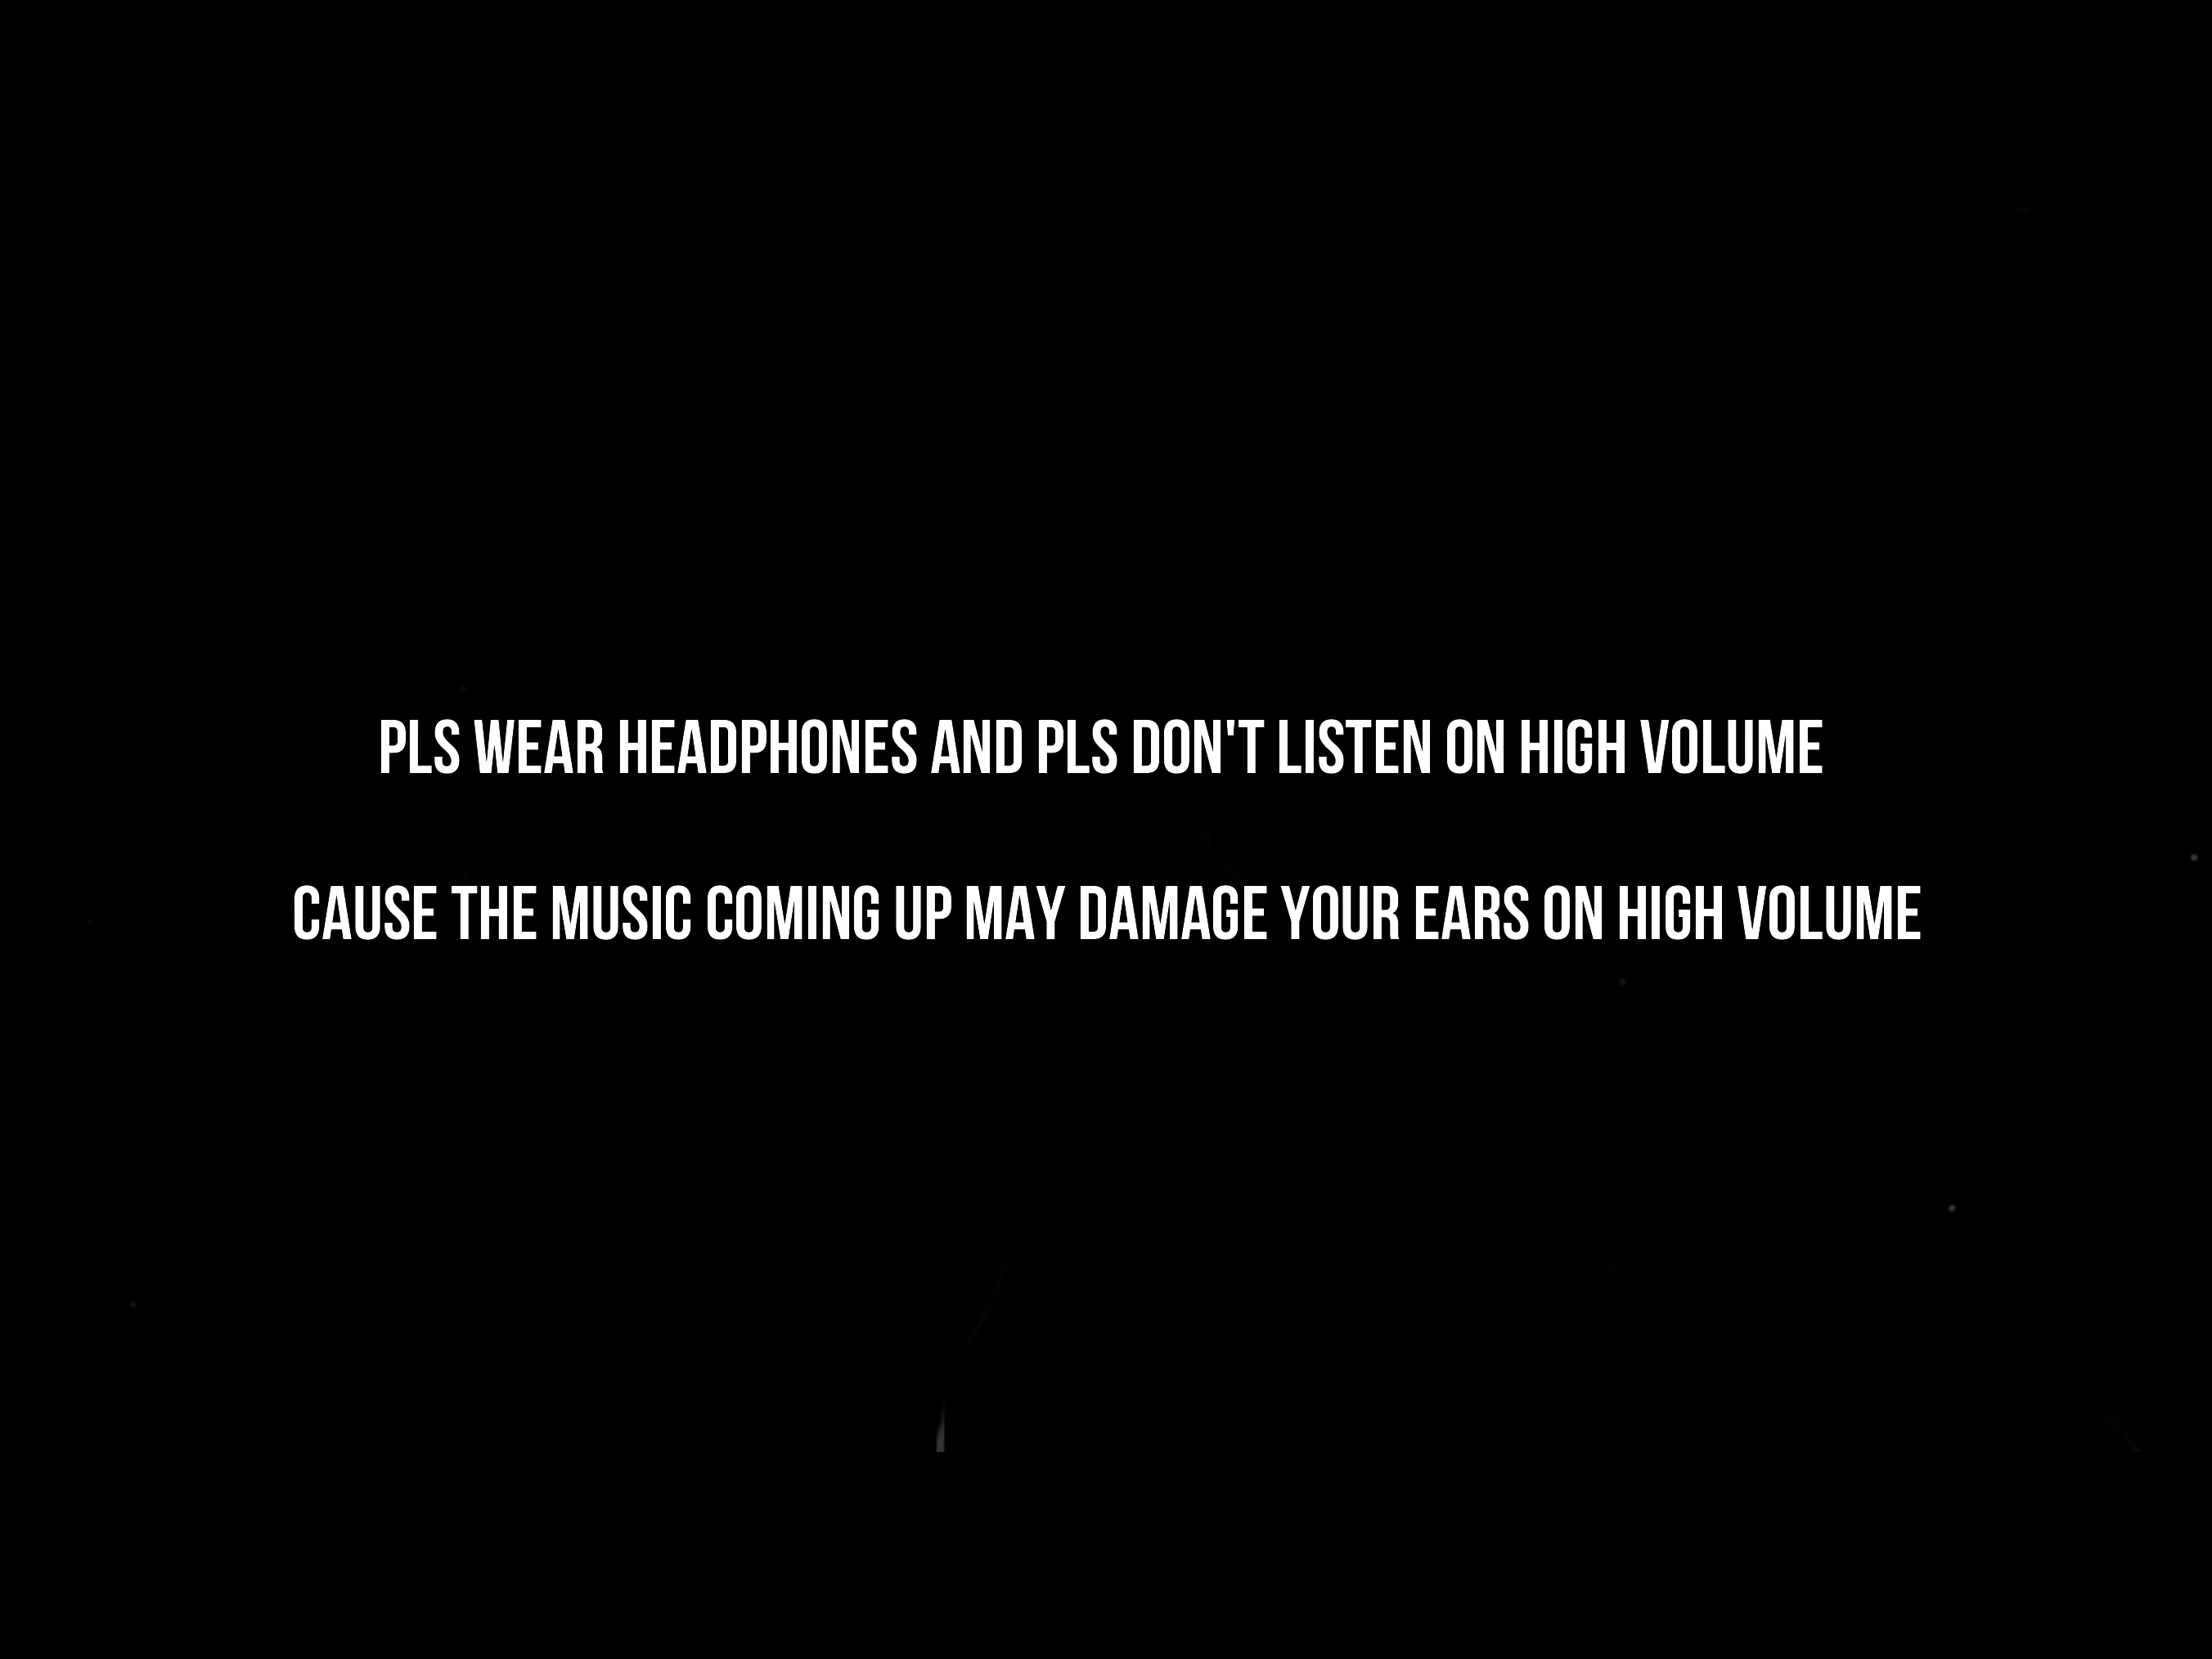 PLS WEAR HEADPHONES AND PLS DON'T LISTEN ON HIGH VOLUME
CAUSE THE MUSIC COMING UP MAY DAMAGE YOUR EARS ON HIGH VOLUME